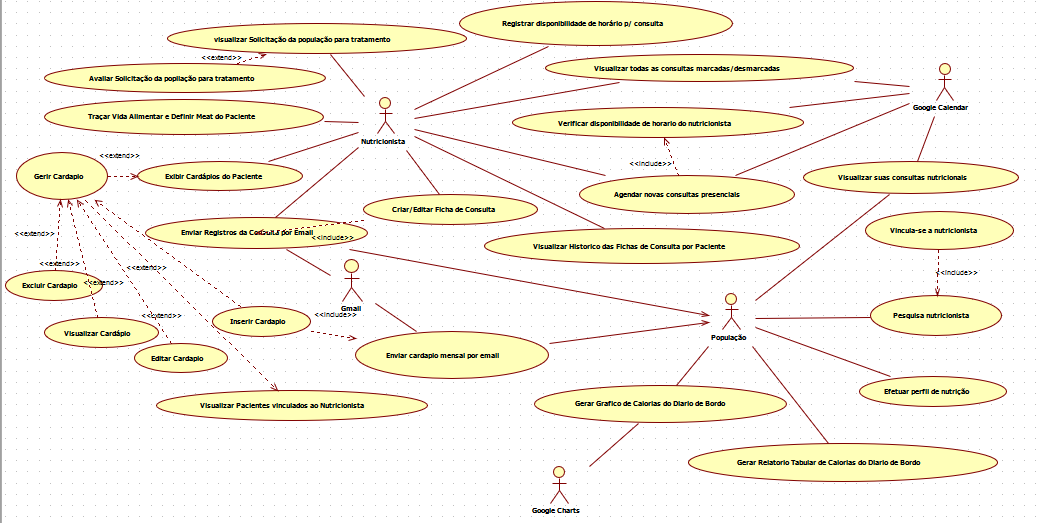 Registrar disponibilidade de horário p/ consulta
visualizar Solicitação da população para tratamento
<<extend>>
Avaliar Solicitação da popilação para tratamento
Visualizar todas as consultas marcadas/desmarcadas
Google Calendar
Traçar Vida Alimentar e Definir Meat do Paciente
Verificar disponibilidade de horario do nutricionista
Nutricionista
<<extend>>
<<include>>
Gerir Cardapio
Exibir Cardápios do Paciente
Visualizar suas consultas nutricionais
Agendar novas consultas presenciais
Criar/Editar Ficha de Consulta
<<extend>>
Enviar Registros da Consulta por Email
<<include>>
Vincula-se a nutricionista
Visualizar Historico das Fichas de Consulta por Paciente
<<extend>>
<<extend>>
<<include>>
Excluir Cardapio
<<extend>>
Gmail
<<extend>>
<<include>>
Pesquisa nutricionista
Inserir Cardapio
Visualizar Cardápio
População
Editar Cardapio
Enviar cardapio mensal por email
Efetuar perfil de nutrição
Visualizar Pacientes vinculados ao Nutricionista
Gerar Grafico de Calorias do Diario de Bordo
Gerar Relatorio Tabular de Calorias do Diario de Bordo
Google Charts